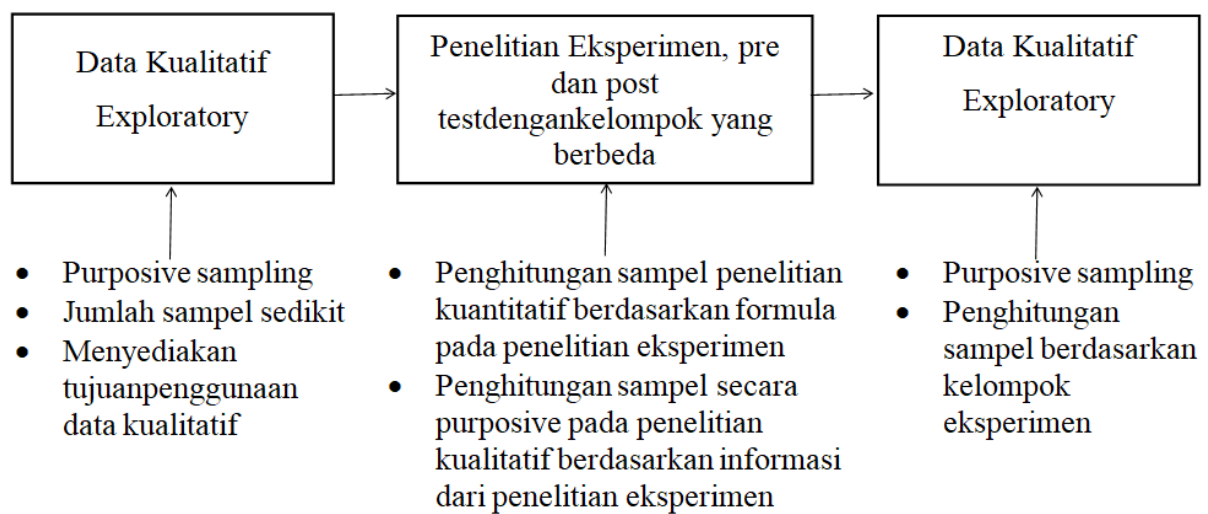 Data Kualitatif
Exploratory
Penelitian Eksperimen, pre
dan post
testdengankelompok yang
berbeda
Data Kualitatif
Exploratory
• Purposive sampling
• Jumlah sampel sedikit
• Menyediakan
tujuanpenggunaan
data kualitatif
• Penghitungan sampel penelitian
kuantitatif berdasarkan formula
pada penelitian eksperimen
• Penghitungan sampel secara
purposive pada penelitian
kualitatif berdasarkan informasi
dari penelitian eksperimen
• Purposive sampling
• Penghitungan
sampel berdasarkan
kelompok
eksperimen